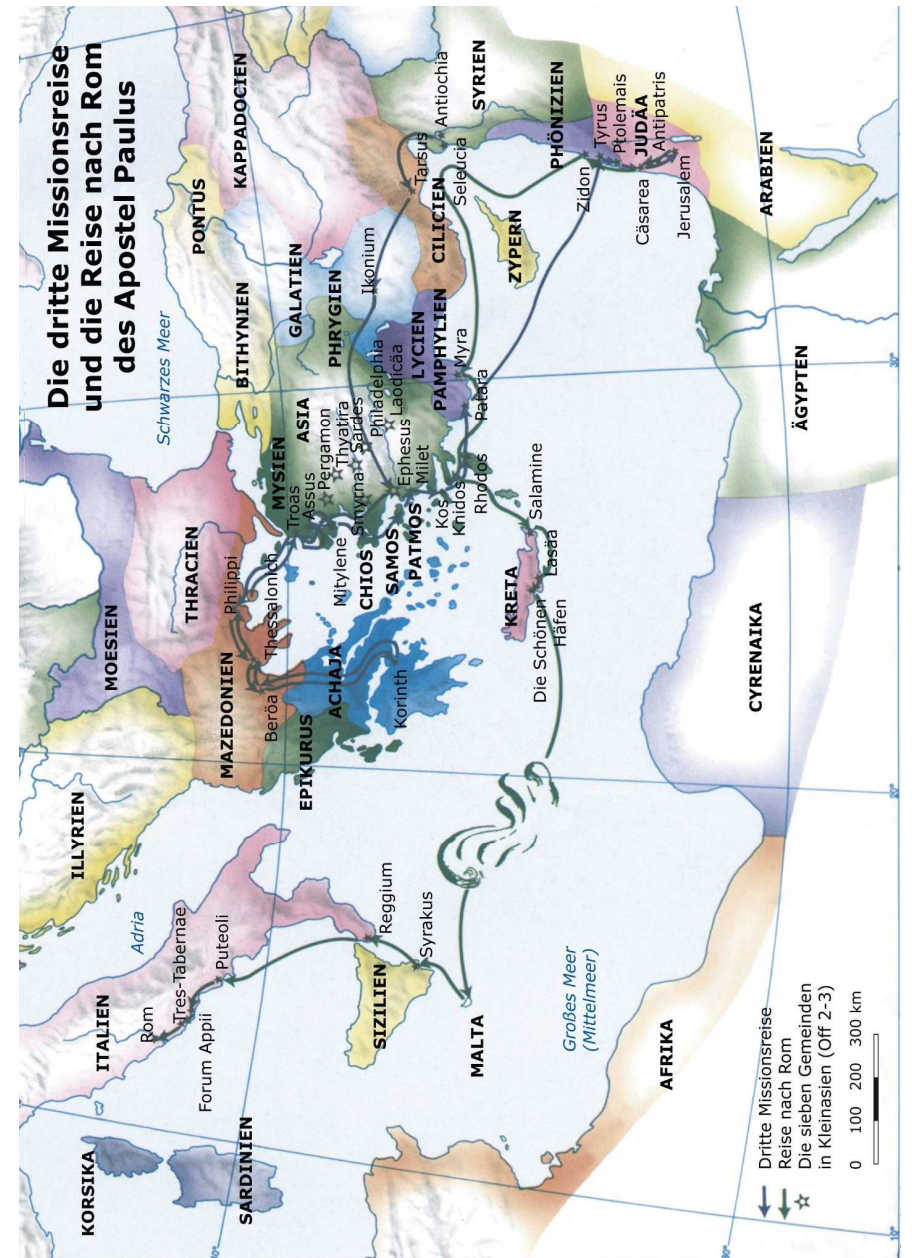 Die dritte Missionsreise
und die Reise nach Rom
des Apostel Paulus
Schwarzes Meer
Adria
Großes Meer
(Mittelmeer)
KORSIKA
SARDINIEN
ITALIEN
Rom
Tres-Tabernae
Forum Appii
Puteoli
SIZILIEN
Reggium
Syrakus
MALTA
ILLYRIEN
MOESIEN
THRACIEN
MAZEDONIEN
Philippi
Thessalonich
Beröa
EPIKURUS
ACHAJA
Korinth
PONTUS
BITHYNIEN
KAPPADOCIEN
GALATIEN
PHRYGIEN
MYSIEN
ASIA
Troas
Assus
Pergamon
Thyatira
Sardes
Philadelphia
Laodicäa
Smyrna
Ephesus
Milet
Mitylene
CHIOS
SAMOS
PATMOS
Kos
Knidos
Rhodos
Ikonium
LYCIEN
PAMPHYLIEN
Myra
Patara
CILICIEN
Tarsus
Seleucia
Antiochia
SYRIEN
ZYPERN
PHÖNIZIEN
Zidon
Tyrus
Ptolemais
JUDÄA
Antipatris
Cäsarea
Jerusalem
ARABIEN
ÄGYPTEN
KRETA
Salamine
Lasäa
Die Schönen
Häfen
CYRENAIKA
AFRIKA
30°
20°
10°
Dritte Missionsreise
Reise nach Rom
Die sieben Gemeinden
in Kleinasien (Off 2-3)
0 100 200 300 km